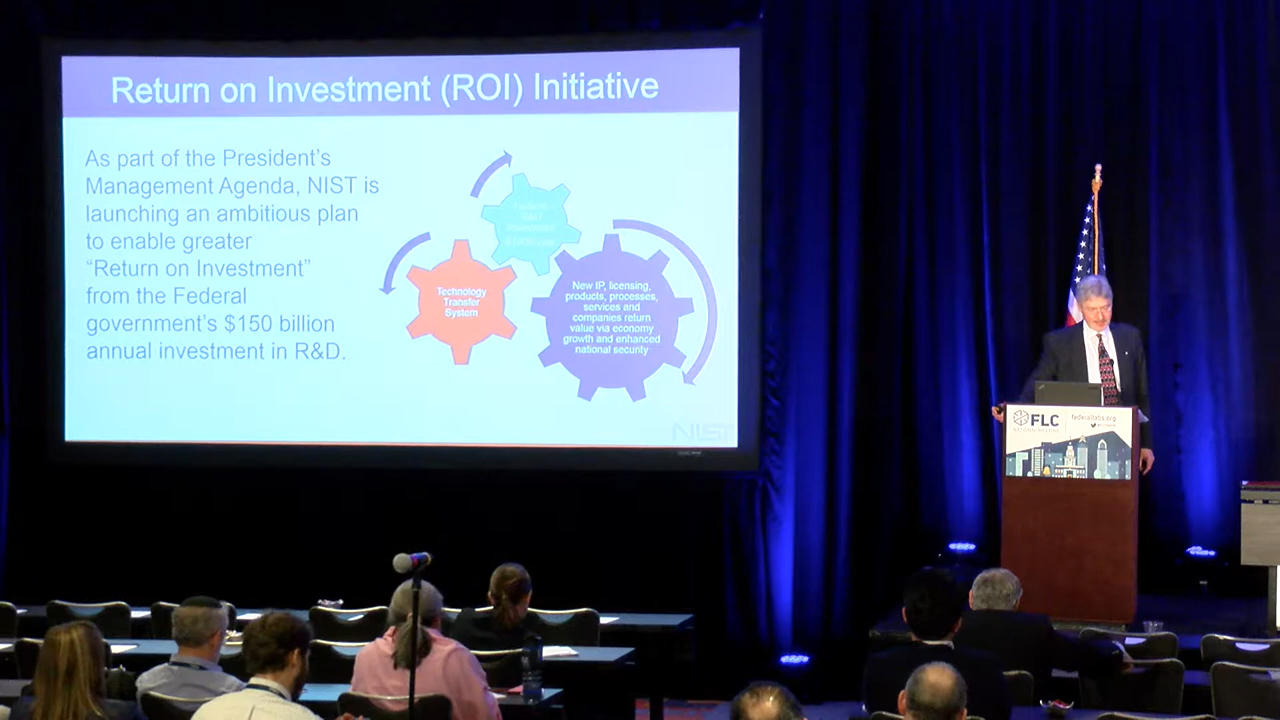 Return on Investment (ROI) Initiative
As part of the President's
Management Agenda, NIST is
launching an ambitious plan
to enable greater
“Return on Investment”
from the Federal
government's $150 billion
annual investment in R&D.
Technology
Transfer
System
New IP, licensing,
products, processes,
services and
companies return
value via economy
growth and enhanced
national security
NIST
FLC
NATIONAL MEETING
federallabs.org